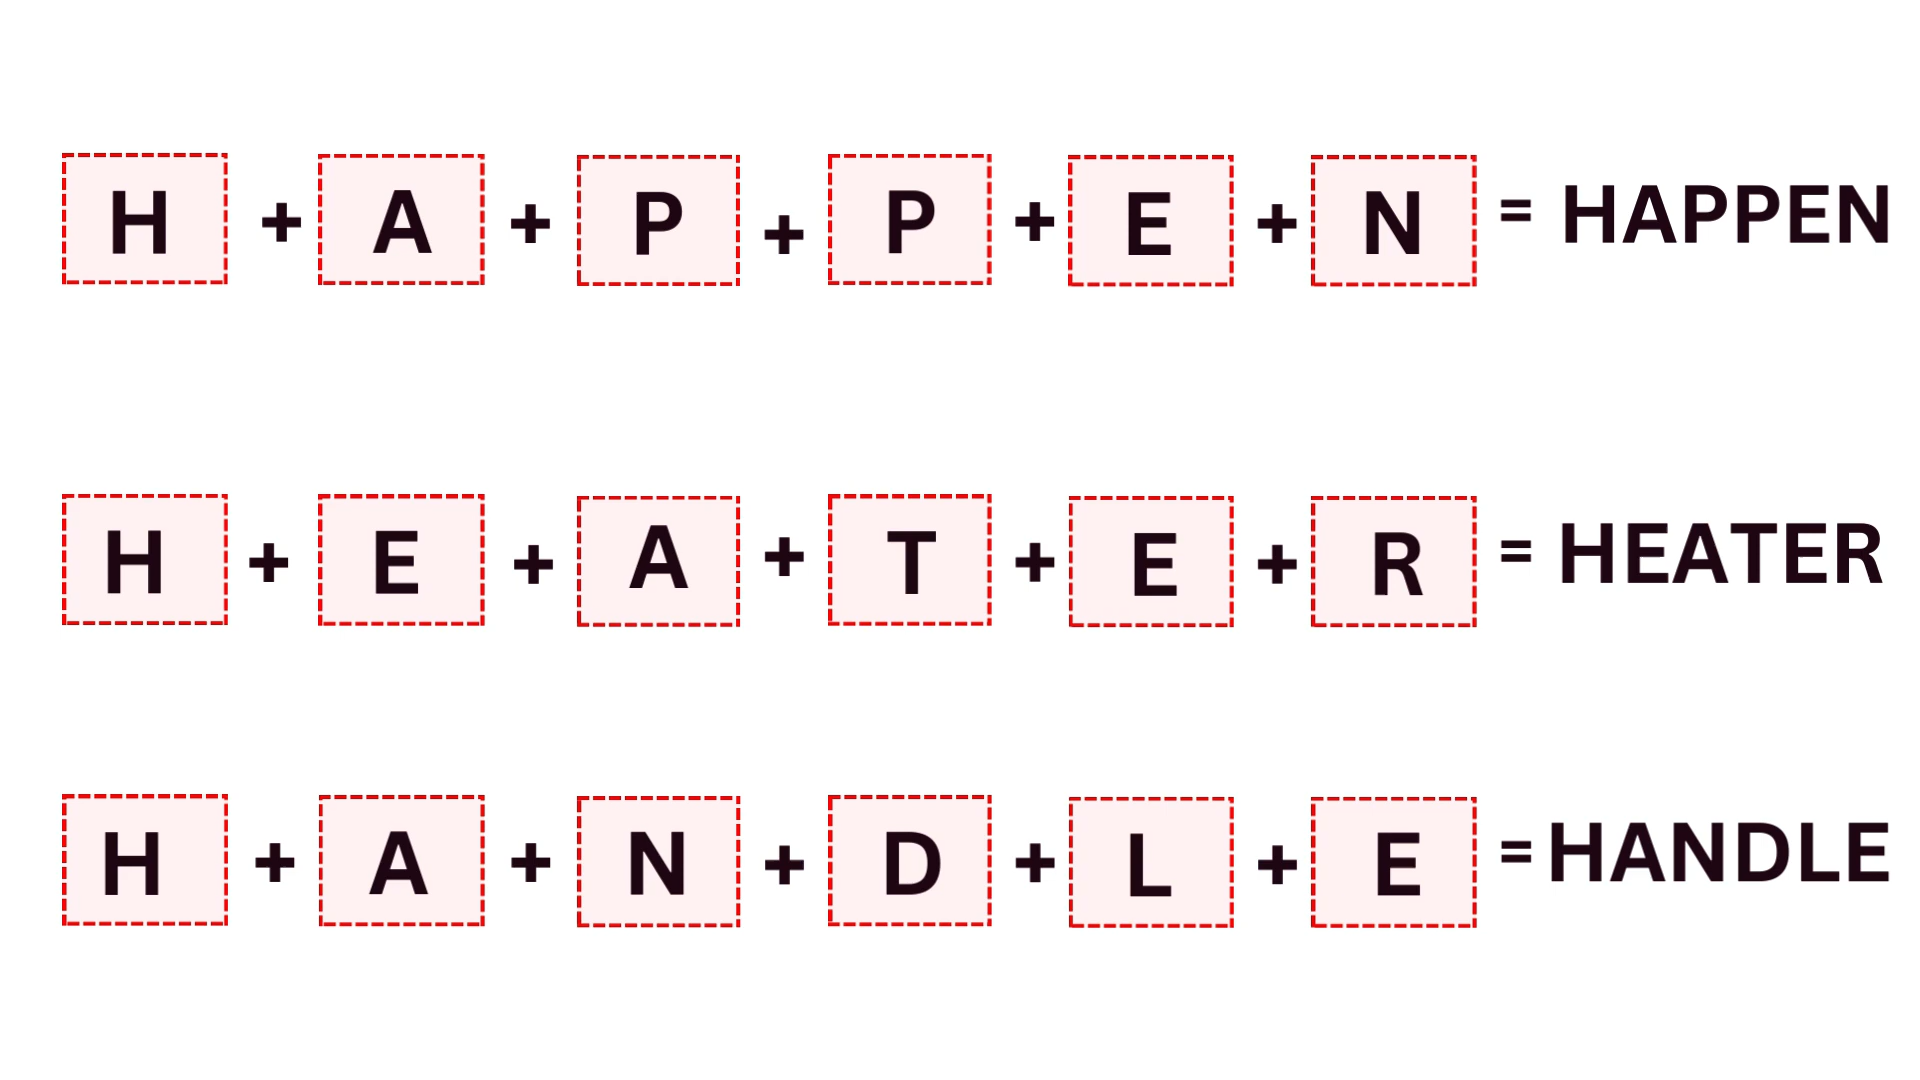 H + A + P + P + E + N = HAPPEN
H + E + A + T + E + R = HEATER
H + A + N + D + L + E = HANDLE